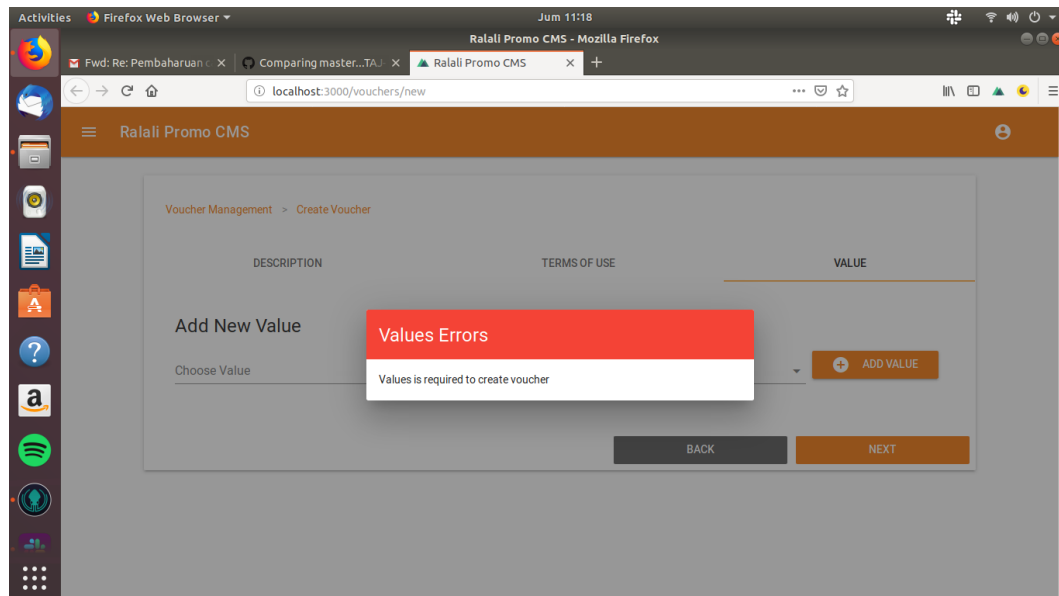 Activities Firefox Web Browser Jum 11:18
Ralali Promo CMS - Mozilla Firefox
Fwd: Re: Pembaharuan Comparing master...TAJ- Ralali Promo CMS
localhost:3000/vouchers/new
Ralali Promo CMS
Voucher Management > Create Voucher
DESCRIPTION TERMS OF USE VALUE
Add New Value
Values Errors
Choose Value ADD VALUE
Values is required to create voucher
BACK NEXT